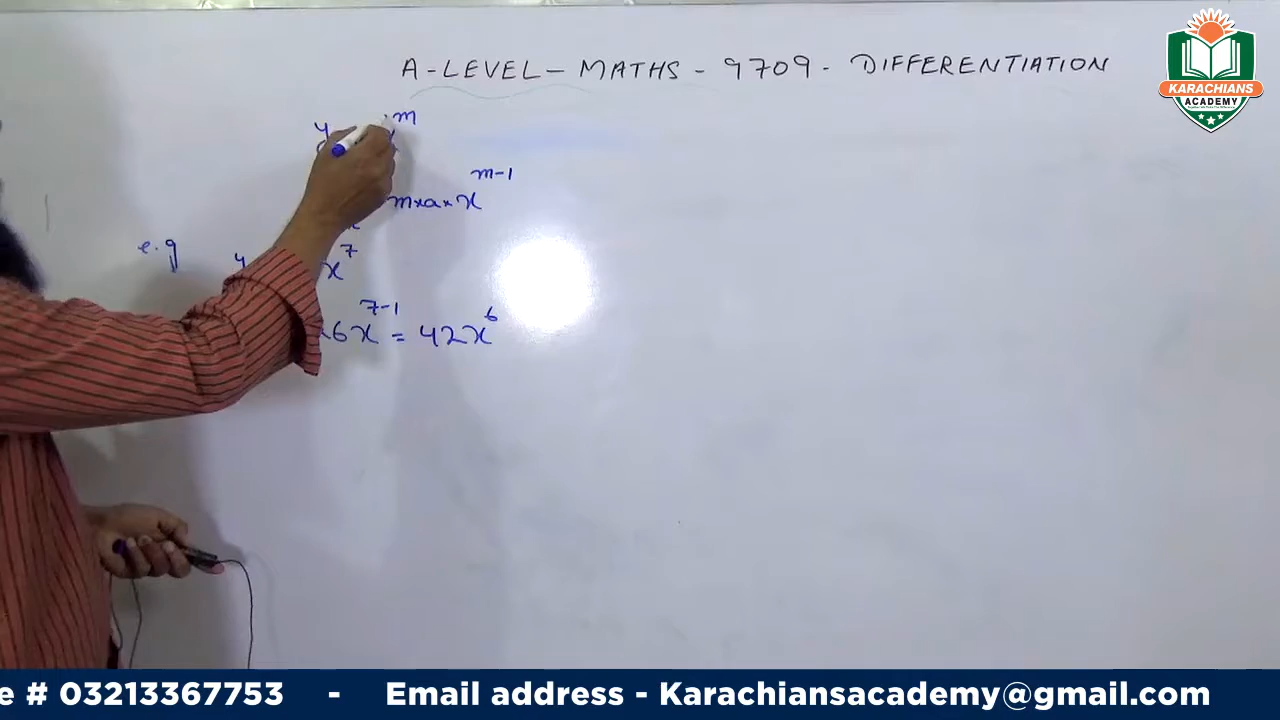 A-LEVEL-MATHS-9709-DIFFERENTIATION
KARACHIANS
ACADEMY
y m
m×a×x^{m-1}
e.g y x^7
×6x^{7-1} = 42x^6
e # 03213367753 - Email address - Karachiansacademy@gmail.com